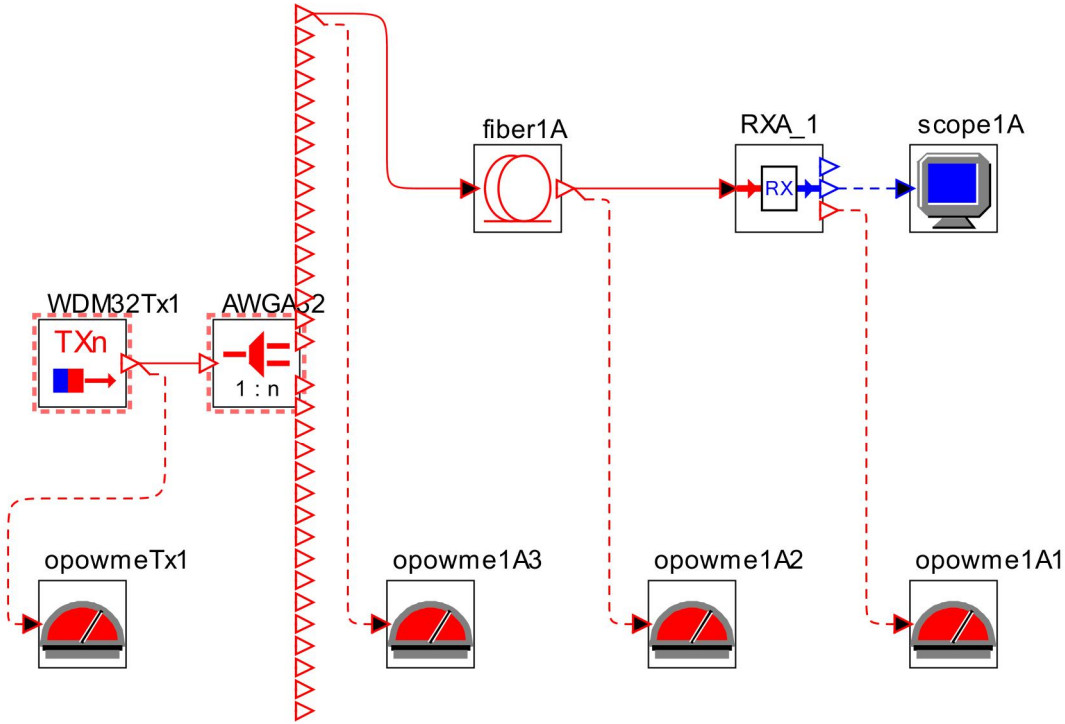 fiber1A
RXA_1
scope1A
RX
WDM32Tx1
AWGA32
TXn
1 : n
opowmeTx1
opowme1A3
opowme1A2
opowme1A1